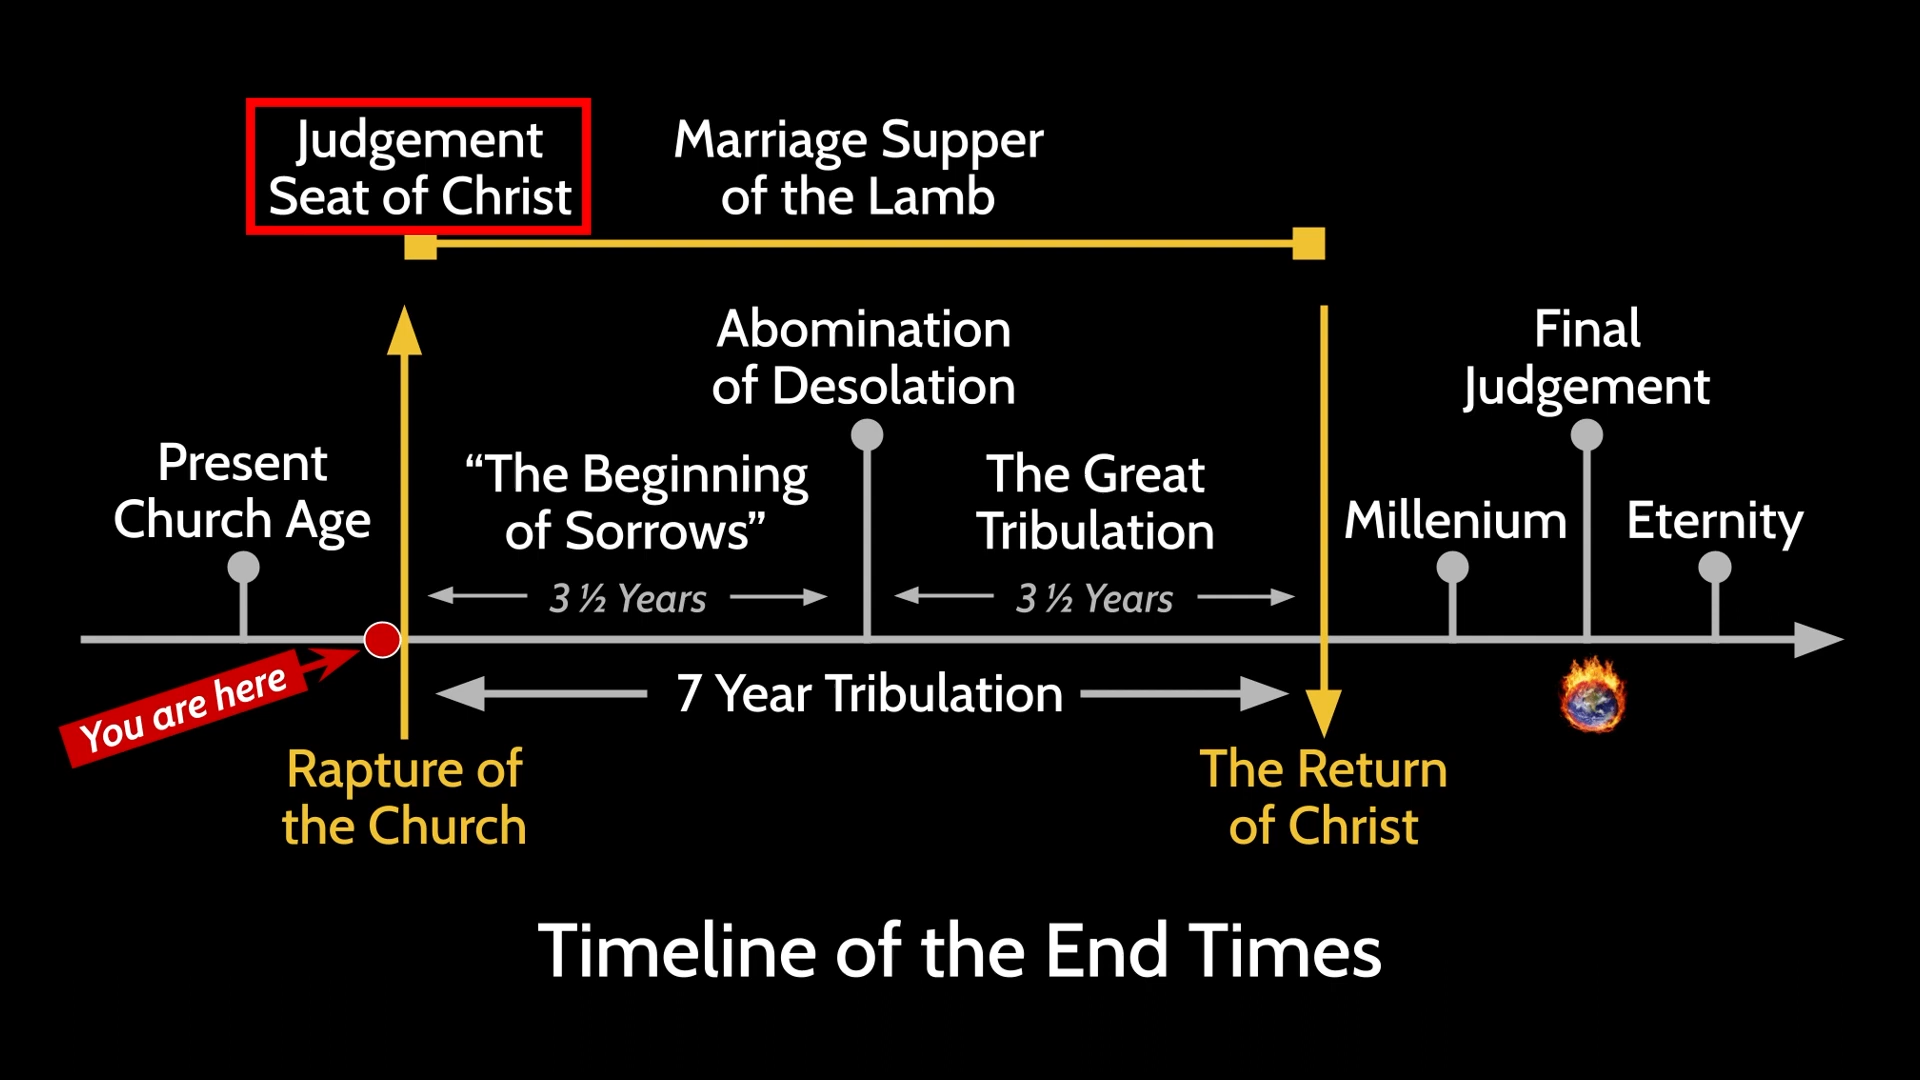 Judgement
Seat of Christ
Marriage Supper
of the Lamb
Abomination
of Desolation
Final
Judgement
Present
Church Age
“The Beginning
of Sorrows”
The Great
Tribulation
Millenium
Eternity
3 ½ Years
3 ½ Years
You are here
7 Year Tribulation
Rapture of
the Church
The Return
of Christ
Timeline of the End Times